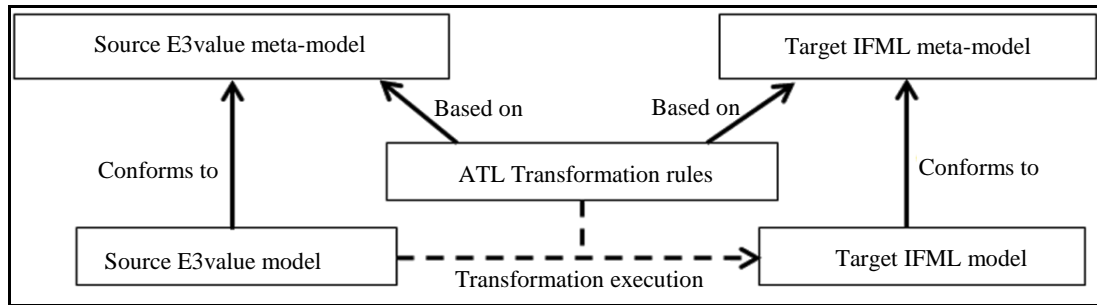 Source E3value meta-model
Target IFML meta-model
Based on
Based on
Conforms to
ATL Transformation rules
Conforms to
Source E3value model
Target IFML model
Transformation execution